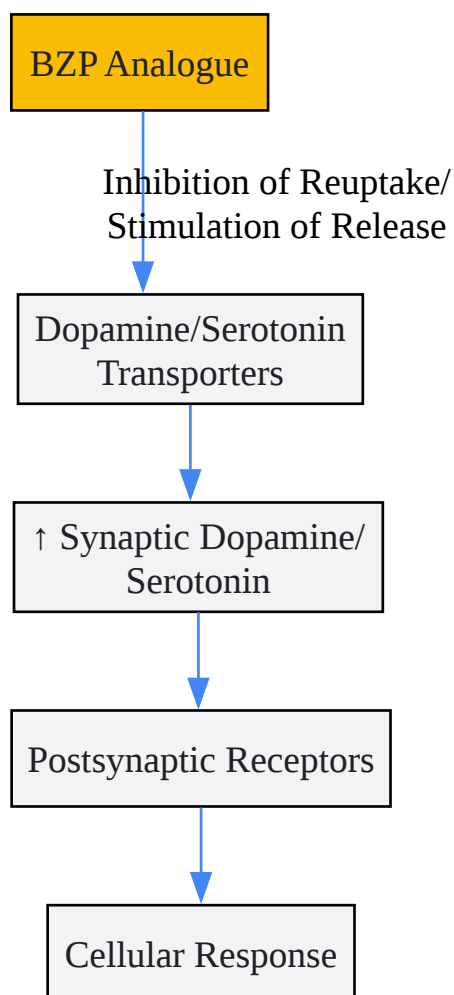 BZP Analogue
Inhibition of Reuptake/
Stimulation of Release
Dopamine/Serotonin
Transporters
↑ Synaptic Dopamine/
Serotonin
Postsynaptic Receptors
Cellular Response